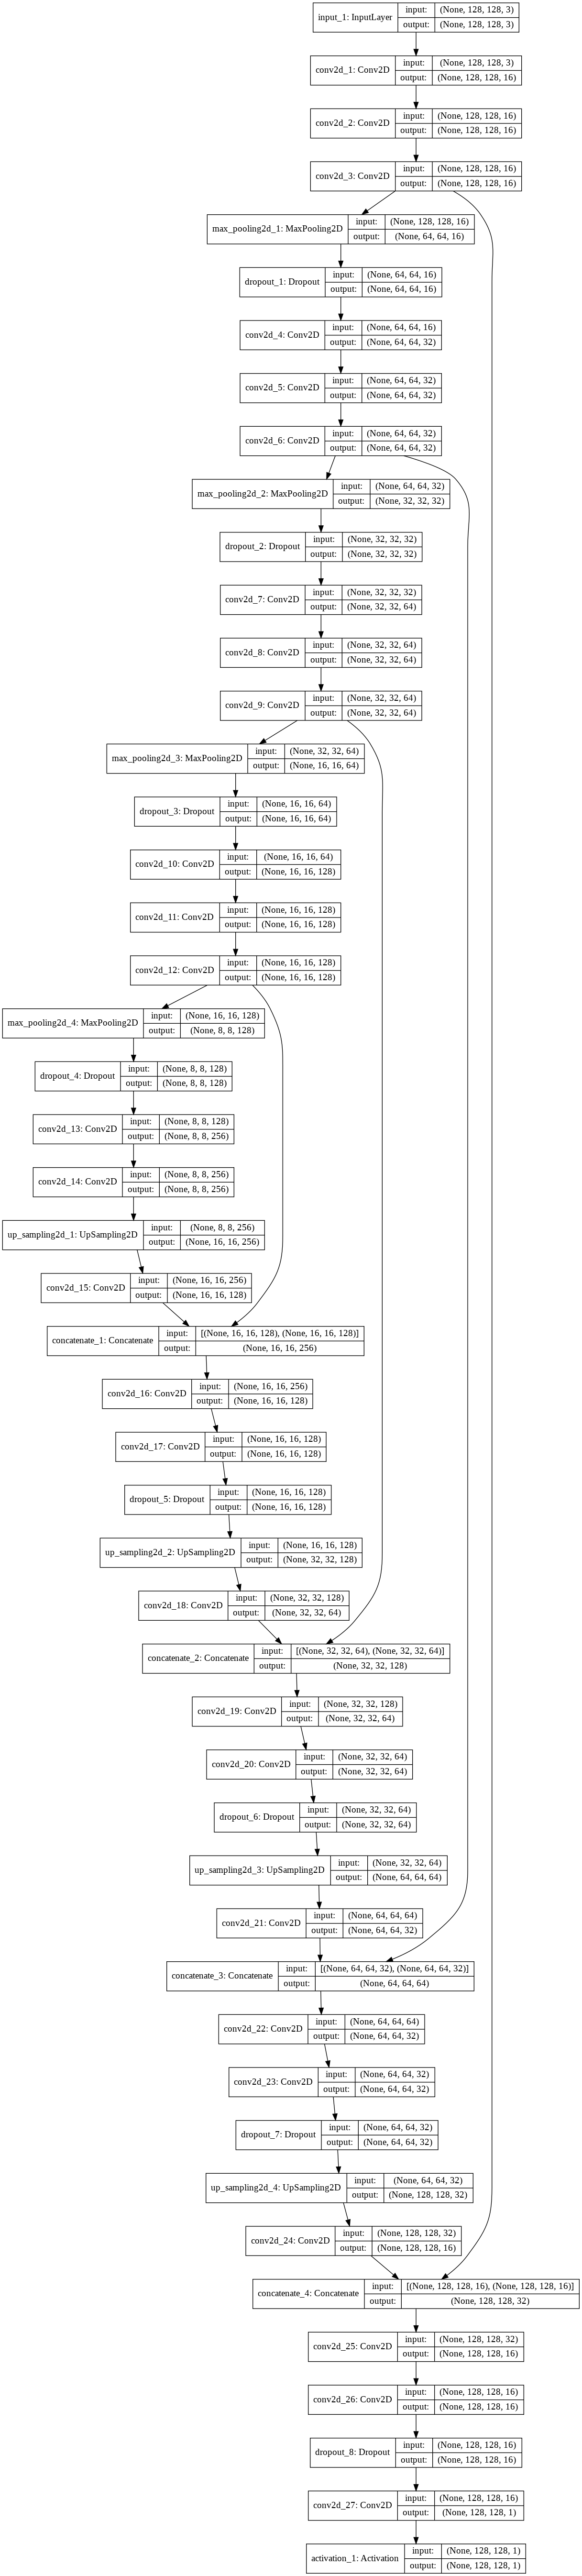 input_1: InputLayer
input: (None, 128, 128, 3)
output: (None, 128, 128, 3)
conv2d_1: Conv2D
input: (None, 128, 128, 3)
output: (None, 128, 128, 16)
conv2d_2: Conv2D
input: (None, 128, 128, 16)
output: (None, 128, 128, 16)
conv2d_3: Conv2D
input: (None, 128, 128, 16)
output: (None, 128, 128, 16)
max_pooling2d_1: MaxPooling2D
input: (None, 128, 128, 16)
output: (None, 64, 64, 16)
dropout_1: Dropout
input: (None, 64, 64, 16)
output: (None, 64, 64, 16)
conv2d_4: Conv2D
input: (None, 64, 64, 16)
output: (None, 64, 64, 32)
conv2d_5: Conv2D
input: (None, 64, 64, 32)
output: (None, 64, 64, 32)
conv2d_6: Conv2D
input: (None, 64, 64, 32)
output: (None, 64, 64, 32)
max_pooling2d_2: MaxPooling2D
input: (None, 64, 64, 32)
output: (None, 32, 32, 32)
dropout_2: Dropout
input: (None, 32, 32, 32)
output: (None, 32, 32, 32)
conv2d_7: Conv2D
input: (None, 32, 32, 32)
output: (None, 32, 32, 64)
conv2d_8: Conv2D
input: (None, 32, 32, 64)
output: (None, 32, 32, 64)
conv2d_9: Conv2D
input: (None, 32, 32, 64)
output: (None, 32, 32, 64)
max_pooling2d_3: MaxPooling2D
input: (None, 32, 32, 64)
output: (None, 16, 16, 64)
dropout_3: Dropout
input: (None, 16, 16, 64)
output: (None, 16, 16, 64)
conv2d_10: Conv2D
input: (None, 16, 16, 64)
output: (None, 16, 16, 128)
conv2d_11: Conv2D
input: (None, 16, 16, 128)
output: (None, 16, 16, 128)
conv2d_12: Conv2D
input: (None, 16, 16, 128)
output: (None, 16, 16, 128)
max_pooling2d_4: MaxPooling2D
input: (None, 16, 16, 128)
output: (None, 8, 8, 128)
dropout_4: Dropout
input: (None, 8, 8, 128)
output: (None, 8, 8, 128)
conv2d_13: Conv2D
input: (None, 8, 8, 128)
output: (None, 8, 8, 256)
conv2d_14: Conv2D
input: (None, 8, 8, 256)
output: (None, 8, 8, 256)
up_sampling2d_1: UpSampling2D
input: (None, 8, 8, 256)
output: (None, 16, 16, 256)
conv2d_15: Conv2D
input: (None, 16, 16, 256)
output: (None, 16, 16, 128)
concatenate_1: Concatenate
input: [(None, 16, 16, 128), (None, 16, 16, 128)]
output: (None, 16, 16, 256)
conv2d_16: Conv2D
input: (None, 16, 16, 256)
output: (None, 16, 16, 128)
conv2d_17: Conv2D
input: (None, 16, 16, 128)
output: (None, 16, 16, 128)
dropout_5: Dropout
input: (None, 16, 16, 128)
output: (None, 16, 16, 128)
up_sampling2d_2: UpSampling2D
input: (None, 16, 16, 128)
output: (None, 32, 32, 128)
conv2d_18: Conv2D
input: (None, 32, 32, 128)
output: (None, 32, 32, 64)
concatenate_2: Concatenate
input: [(None, 32, 32, 64), (None, 32, 32, 64)]
output: (None, 32, 32, 128)
conv2d_19: Conv2D
input: (None, 32, 32, 128)
output: (None, 32, 32, 64)
conv2d_20: Conv2D
input: (None, 32, 32, 64)
output: (None, 32, 32, 64)
dropout_6: Dropout
input: (None, 32, 32, 64)
output: (None, 32, 32, 64)
up_sampling2d_3: UpSampling2D
input: (None, 32, 32, 64)
output: (None, 64, 64, 64)
conv2d_21: Conv2D
input: (None, 64, 64, 64)
output: (None, 64, 64, 32)
concatenate_3: Concatenate
input: [(None, 64, 64, 32), (None, 64, 64, 32)]
output: (None, 64, 64, 64)
conv2d_22: Conv2D
input: (None, 64, 64, 64)
output: (None, 64, 64, 32)
conv2d_23: Conv2D
input: (None, 64, 64, 32)
output: (None, 64, 64, 32)
dropout_7: Dropout
input: (None, 64, 64, 32)
output: (None, 64, 64, 32)
up_sampling2d_4: UpSampling2D
input: (None, 64, 64, 32)
output: (None, 128, 128, 32)
conv2d_24: Conv2D
input: (None, 128, 128, 32)
output: (None, 128, 128, 16)
concatenate_4: Concatenate
input: [(None, 128, 128, 16), (None, 128, 128, 16)]
output: (None, 128, 128, 32)
conv2d_25: Conv2D
input: (None, 128, 128, 32)
output: (None, 128, 128, 16)
conv2d_26: Conv2D
input: (None, 128, 128, 16)
output: (None, 128, 128, 16)
dropout_8: Dropout
input: (None, 128, 128, 16)
output: (None, 128, 128, 16)
conv2d_27: Conv2D
input: (None, 128, 128, 16)
output: (None, 128, 128, 1)
activation_1: Activation
input: (None, 128, 128, 1)
output: (None, 128, 128, 1)